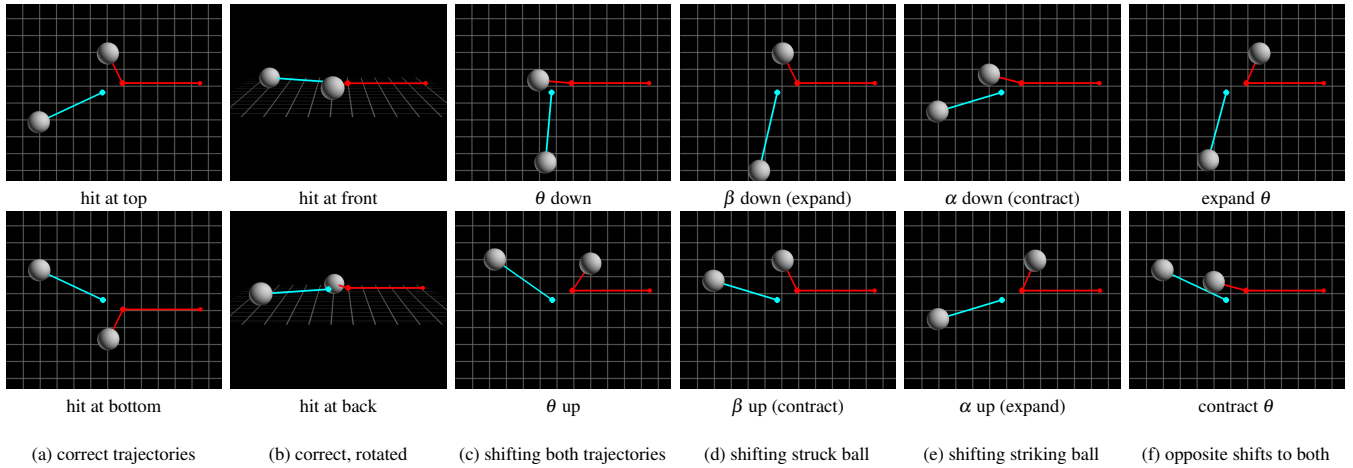 hit at top
hit at front
θ down
β down (expand)
α down (contract)
expand θ
hit at bottom
hit at back
θ up
β up (contract)
α up (expand)
contract θ
(a) correct trajectories
(b) correct, rotated
(c) shifting both trajectories
(d) shifting struck ball
(e) shifting striking ball
(f) opposite shifts to both